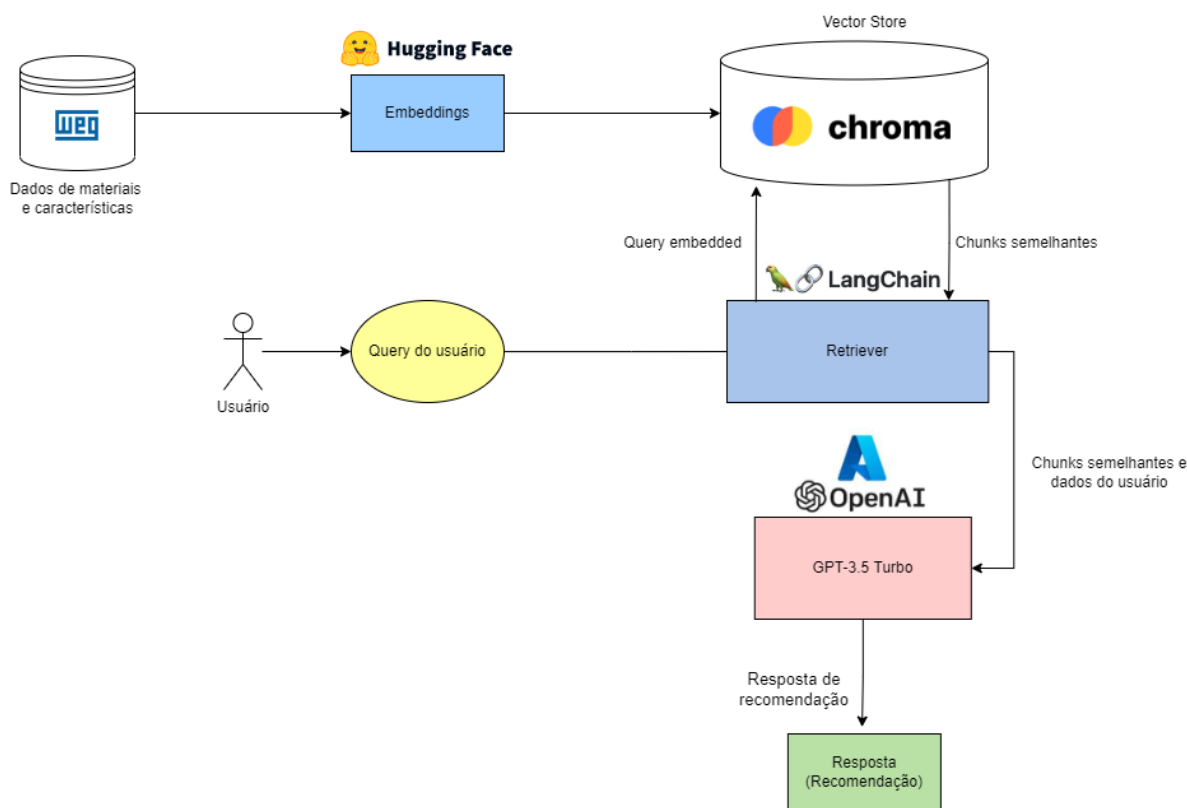 Vector Store
Hugging Face
weg
Embeddings
chroma
Dados de materiais
e características
Query embedded
Chunks semelhantes
LangChain
Query do usuário
Retriever
Usuário
Chunks semelhantes e
dados do usuário
OpenAI
GPT-3.5 Turbo
Resposta de
recomendação
Resposta
(Recomendação)